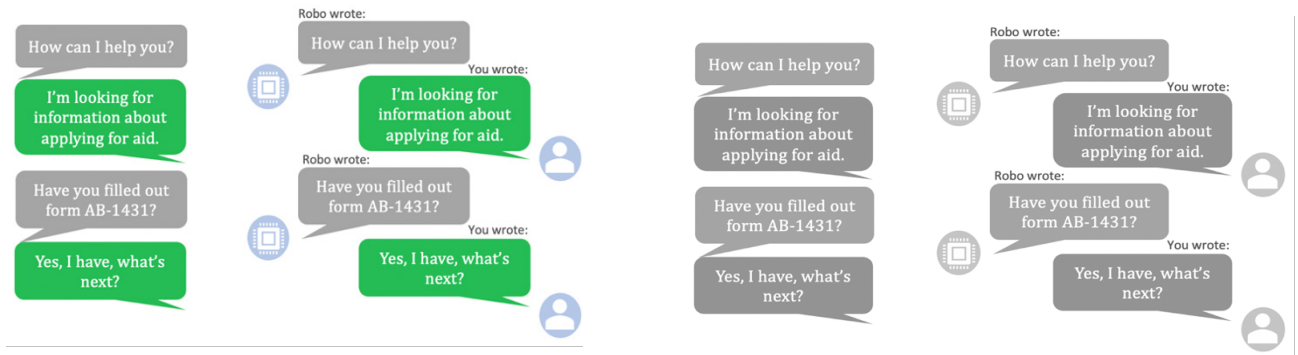 How can I help you?
I'm looking for
information about
applying for aid.
Have you filled out
form AB-1431?
Yes, I have, what's
next?
Robo wrote:
How can I help you?
You wrote:
I'm looking for
information about
applying for aid.
Robo wrote:
Have you filled out
form AB-1431?
You wrote:
Yes, I have, what's
next?
How can I help you?
I'm looking for
information about
applying for aid.
Have you filled out
form AB-1431?
Yes, I have, what's
next?
Robo wrote:
How can I help you?
You wrote:
I'm looking for
information about
applying for aid.
Robo wrote:
Have you filled out
form AB-1431?
You wrote:
Yes, I have, what's
next?